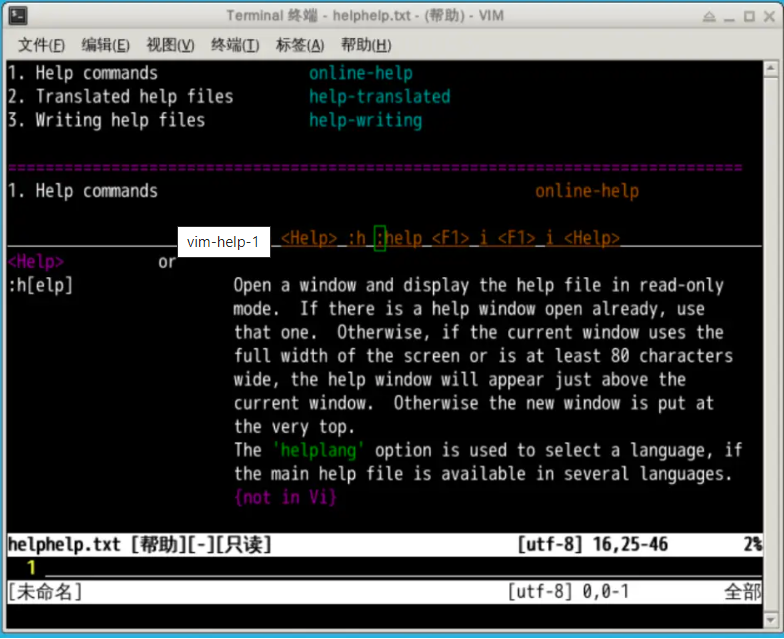 Terminal 终端 - helphelp.txt - (帮助) - VIM
文件(F) 编辑(E) 视图(V) 终端(T) 标签(A) 帮助(H)
1. Help commands online-help
2. Translated help files help-translated
3. Writing help files help-writing
==============================================================================
1. Help commands online-help
vim-help-1 <Help> :h :help <F1> i_<F1> i_<Help>
<Help> or
:h[elp] Open a window and display the help file in read-only
mode. If there is a help window open already, use
that one. Otherwise, if the current window uses the
full width of the screen or is at least 80 characters
wide, the help window will appear just above the
current window. Otherwise the new window is put at
the very top.
The 'helplang' option is used to select a language, if
the main help file is available in several languages.
{not in Vi}
helphelp.txt [帮助][-][只读] [utf-8] 16,25-46 2%
1
[未命名] [utf-8] 0,0-1 全部